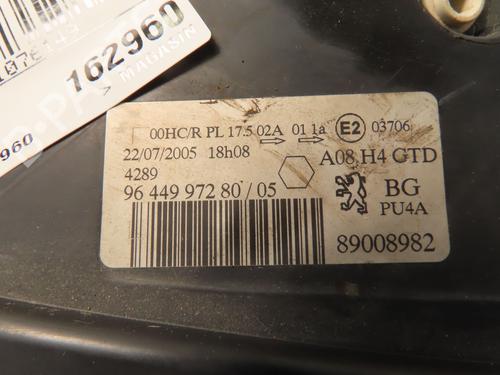 162960
> MAGASIN
00HC/R PL 17.5 02A 01 1a E2 03706
22/07/2005 18h08 A08 H4 GTD
4289
96 449 972 80 / 05 BG
PU4A
89008982